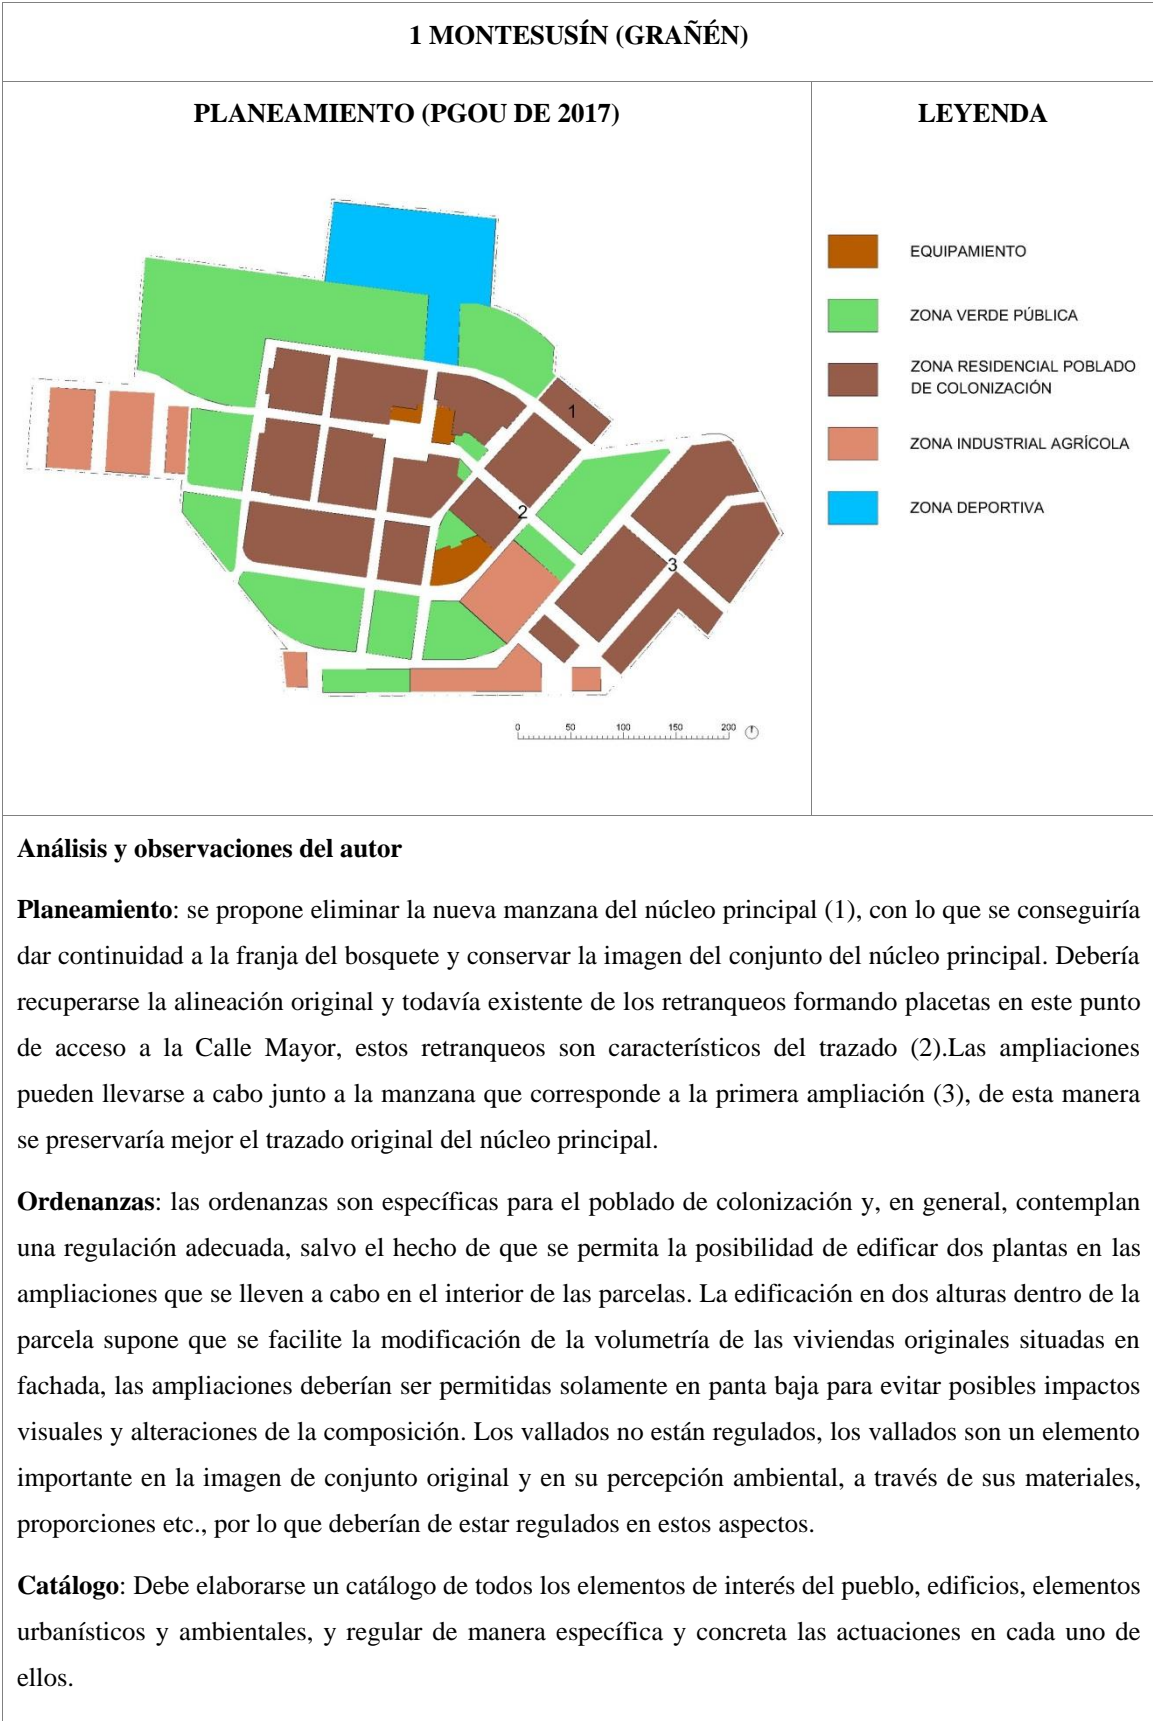 1 MONTESUSÍN (GRAÑÉN)
PLANEAMIENTO (PGOU DE 2017)
LEYENDA
EQUIPAMIENTO
ZONA VERDE PÚBLICA
ZONA RESIDENCIAL POBLADO
DE COLONIZACIÓN
ZONA INDUSTRIAL AGRÍCOLA
ZONA DEPORTIVA
1
2
3
0 50 100 150 200
Análisis y observaciones del autor
Planeamiento: se propone eliminar la nueva manzana del núcleo principal (1), con lo que se conseguiría
dar continuidad a la franja del bosquete y conservar la imagen del conjunto del núcleo principal. Debería
recuperarse la alineación original y todavía existente de los retranqueos formando placetas en este punto
de acceso a la Calle Mayor, estos retranqueos son característicos del trazado (2).Las ampliaciones
pueden llevarse a cabo junto a la manzana que corresponde a la primera ampliación (3), de esta manera
se preservaría mejor el trazado original del núcleo principal.
Ordenanzas: las ordenanzas son específicas para el poblado de colonización y, en general, contemplan
una regulación adecuada, salvo el hecho de que se permita la posibilidad de edificar dos plantas en las
ampliaciones que se lleven a cabo en el interior de las parcelas. La edificación en dos alturas dentro de la
parcela supone que se facilite la modificación de la volumetría de las viviendas originales situadas en
fachada, las ampliaciones deberían ser permitidas solamente en panta baja para evitar posibles impactos
visuales y alteraciones de la composición. Los vallados no están regulados, los vallados son un elemento
importante en la imagen de conjunto original y en su percepción ambiental, a través de sus materiales,
proporciones etc., por lo que deberían de estar regulados en estos aspectos.
Catálogo: Debe elaborarse un catálogo de todos los elementos de interés del pueblo, edificios, elementos
urbanísticos y ambientales, y regular de manera específica y concreta las actuaciones en cada uno de
ellos.